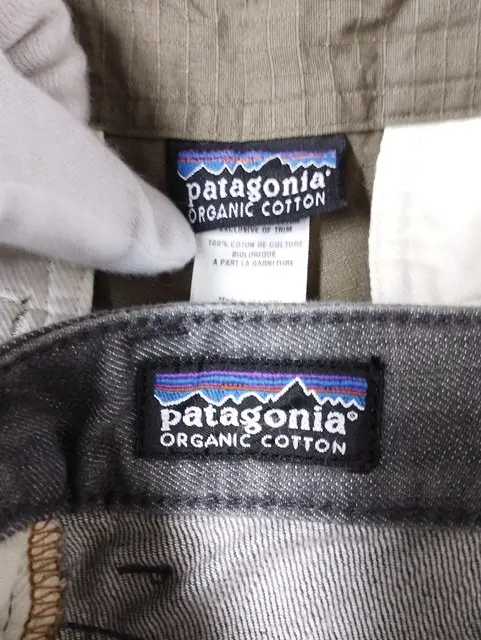 patagonia®
ORGANIC COTTON
EXCLUSIVE OF TRIM
100% COTON DE CULTURE
BIOLOGIQUE
A PART LA GARNITURE
patagonia®
ORGANIC COTTON